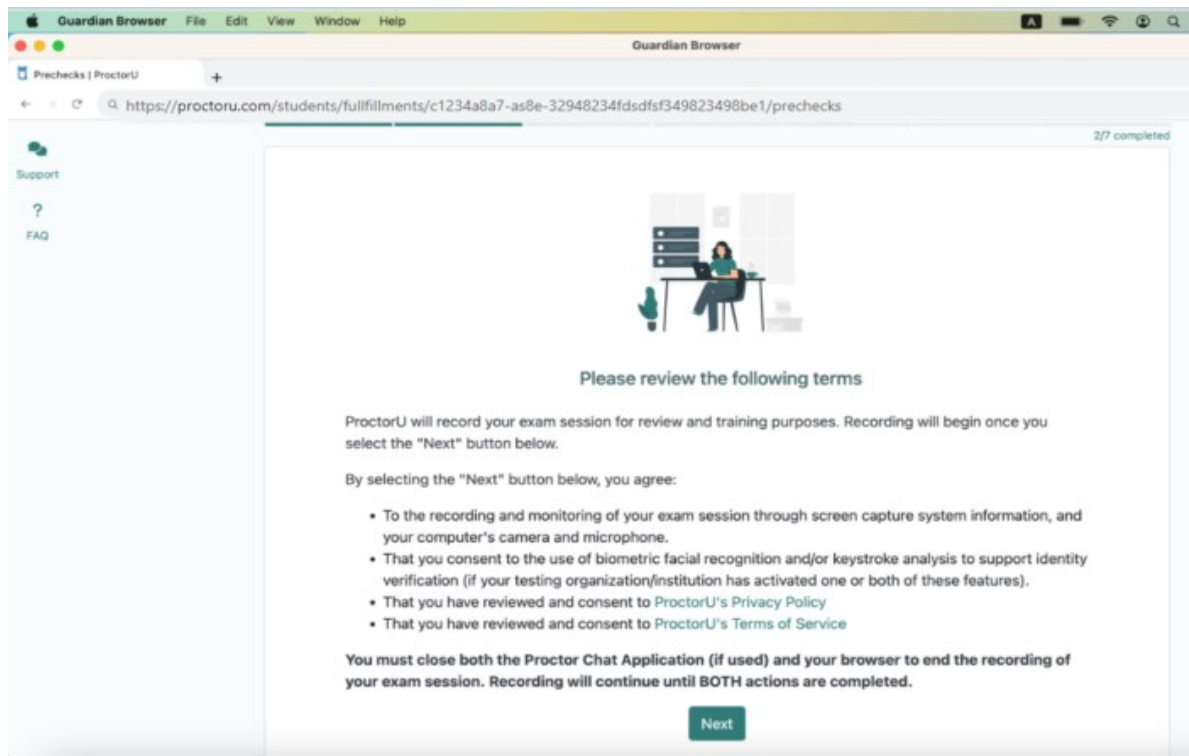 Guardian Browser File Edit View Window Help
A
Guardian Browser
Prechecks | ProctorU
https://proctoru.com/students/fullfillments/c1234a8a7-as8e-32948234fdsdfsf349823498be1/prechecks
2/7 completed
Support
?
FAQ
Please review the following terms
ProctorU will record your exam session for review and training purposes. Recording will begin once you
select the "Next" button below.
By selecting the "Next" button below, you agree:
• To the recording and monitoring of your exam session through screen capture system information, and
your computer's camera and microphone.
• That you consent to the use of biometric facial recognition and/or keystroke analysis to support identity
verification (if your testing organization/institution has activated one or both of these features).
• That you have reviewed and consent to ProctorU's Privacy Policy
• That you have reviewed and consent to ProctorU's Terms of Service
You must close both the Proctor Chat Application (if used) and your browser to end the recording of
your exam session. Recording will continue until BOTH actions are completed.
Next